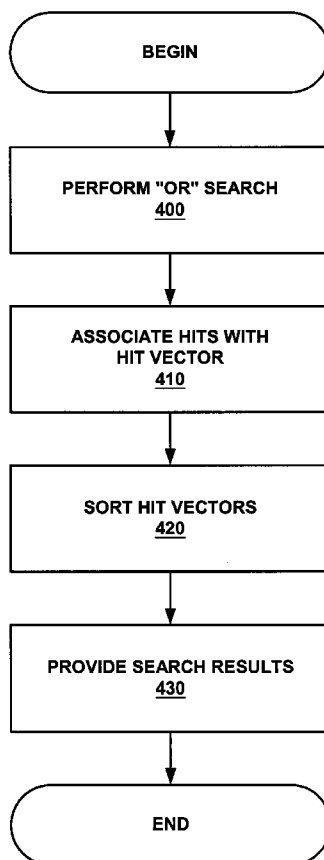 BEGIN
PERFORM "OR" SEARCH
400
ASSOCIATE HITS WITH
HIT VECTOR
410
SORT HIT VECTORS
420
PROVIDE SEARCH RESULTS
430
END